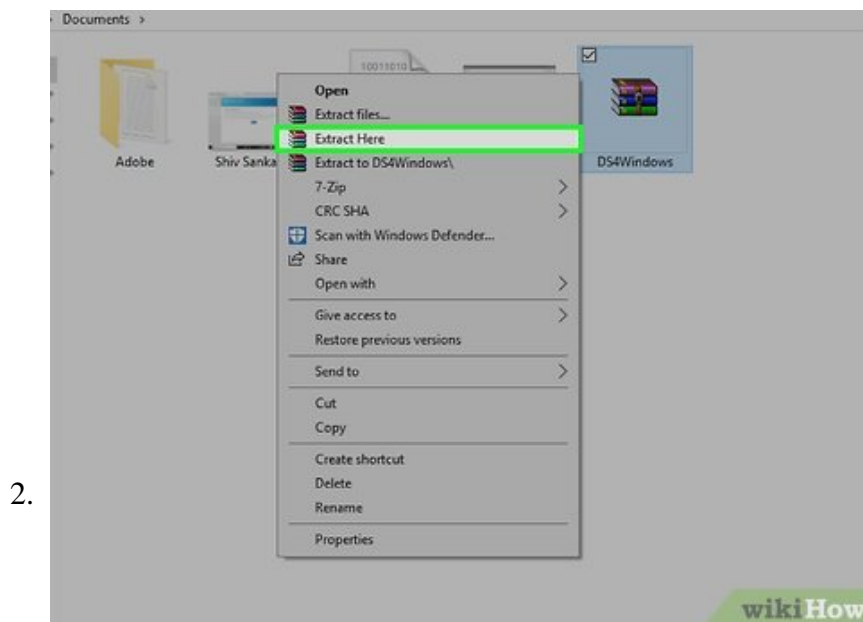 Documents >
10011010
Open
Extract files...
Extract Here
Extract to DS4Windows\
7-Zip
CRC SHA
Scan with Windows Defender...
Share
Open with
Give access to
Restore previous versions
Send to
Cut
Copy
Create shortcut
Delete
Rename
Properties
Adobe
Shiv Sanka
DS4Windows
2.
wikiHow